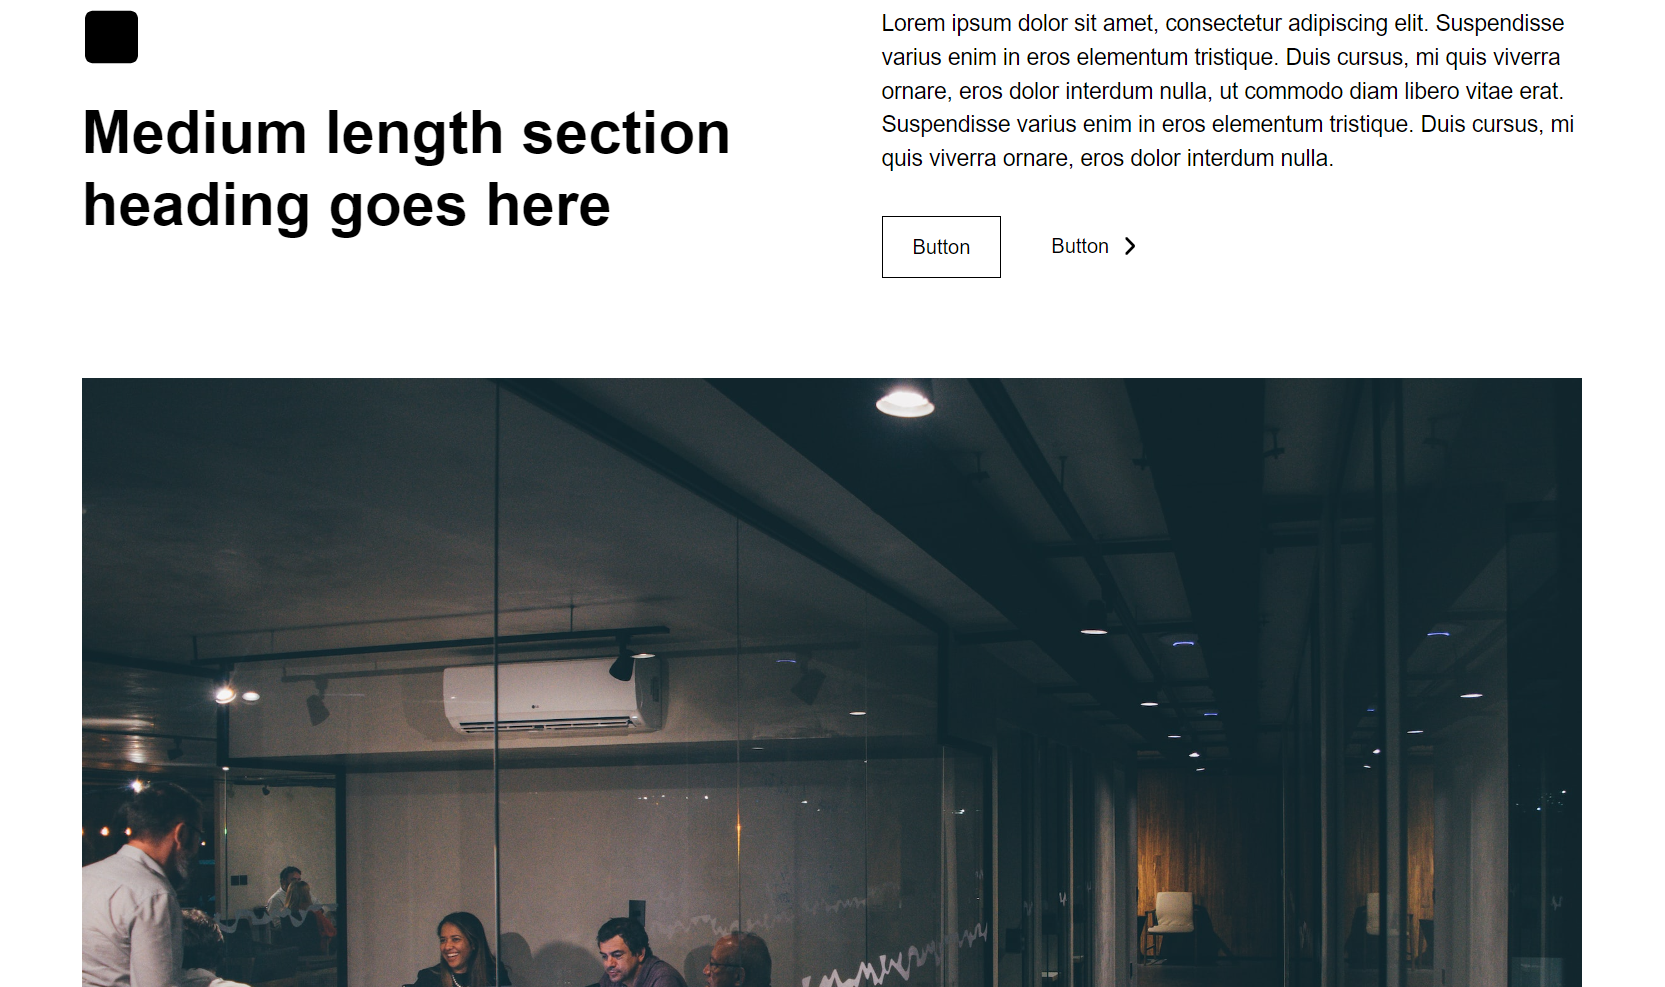 Medium length section
heading goes here
Lorem ipsum dolor sit amet, consectetur adipiscing elit. Suspendisse
varius enim in eros elementum tristique. Duis cursus, mi quis viverra
ornare, eros dolor interdum nulla, ut commodo diam libero vitae erat.
Suspendisse varius enim in eros elementum tristique. Duis cursus, mi
quis viverra ornare, eros dolor interdum nulla.
Button
Button